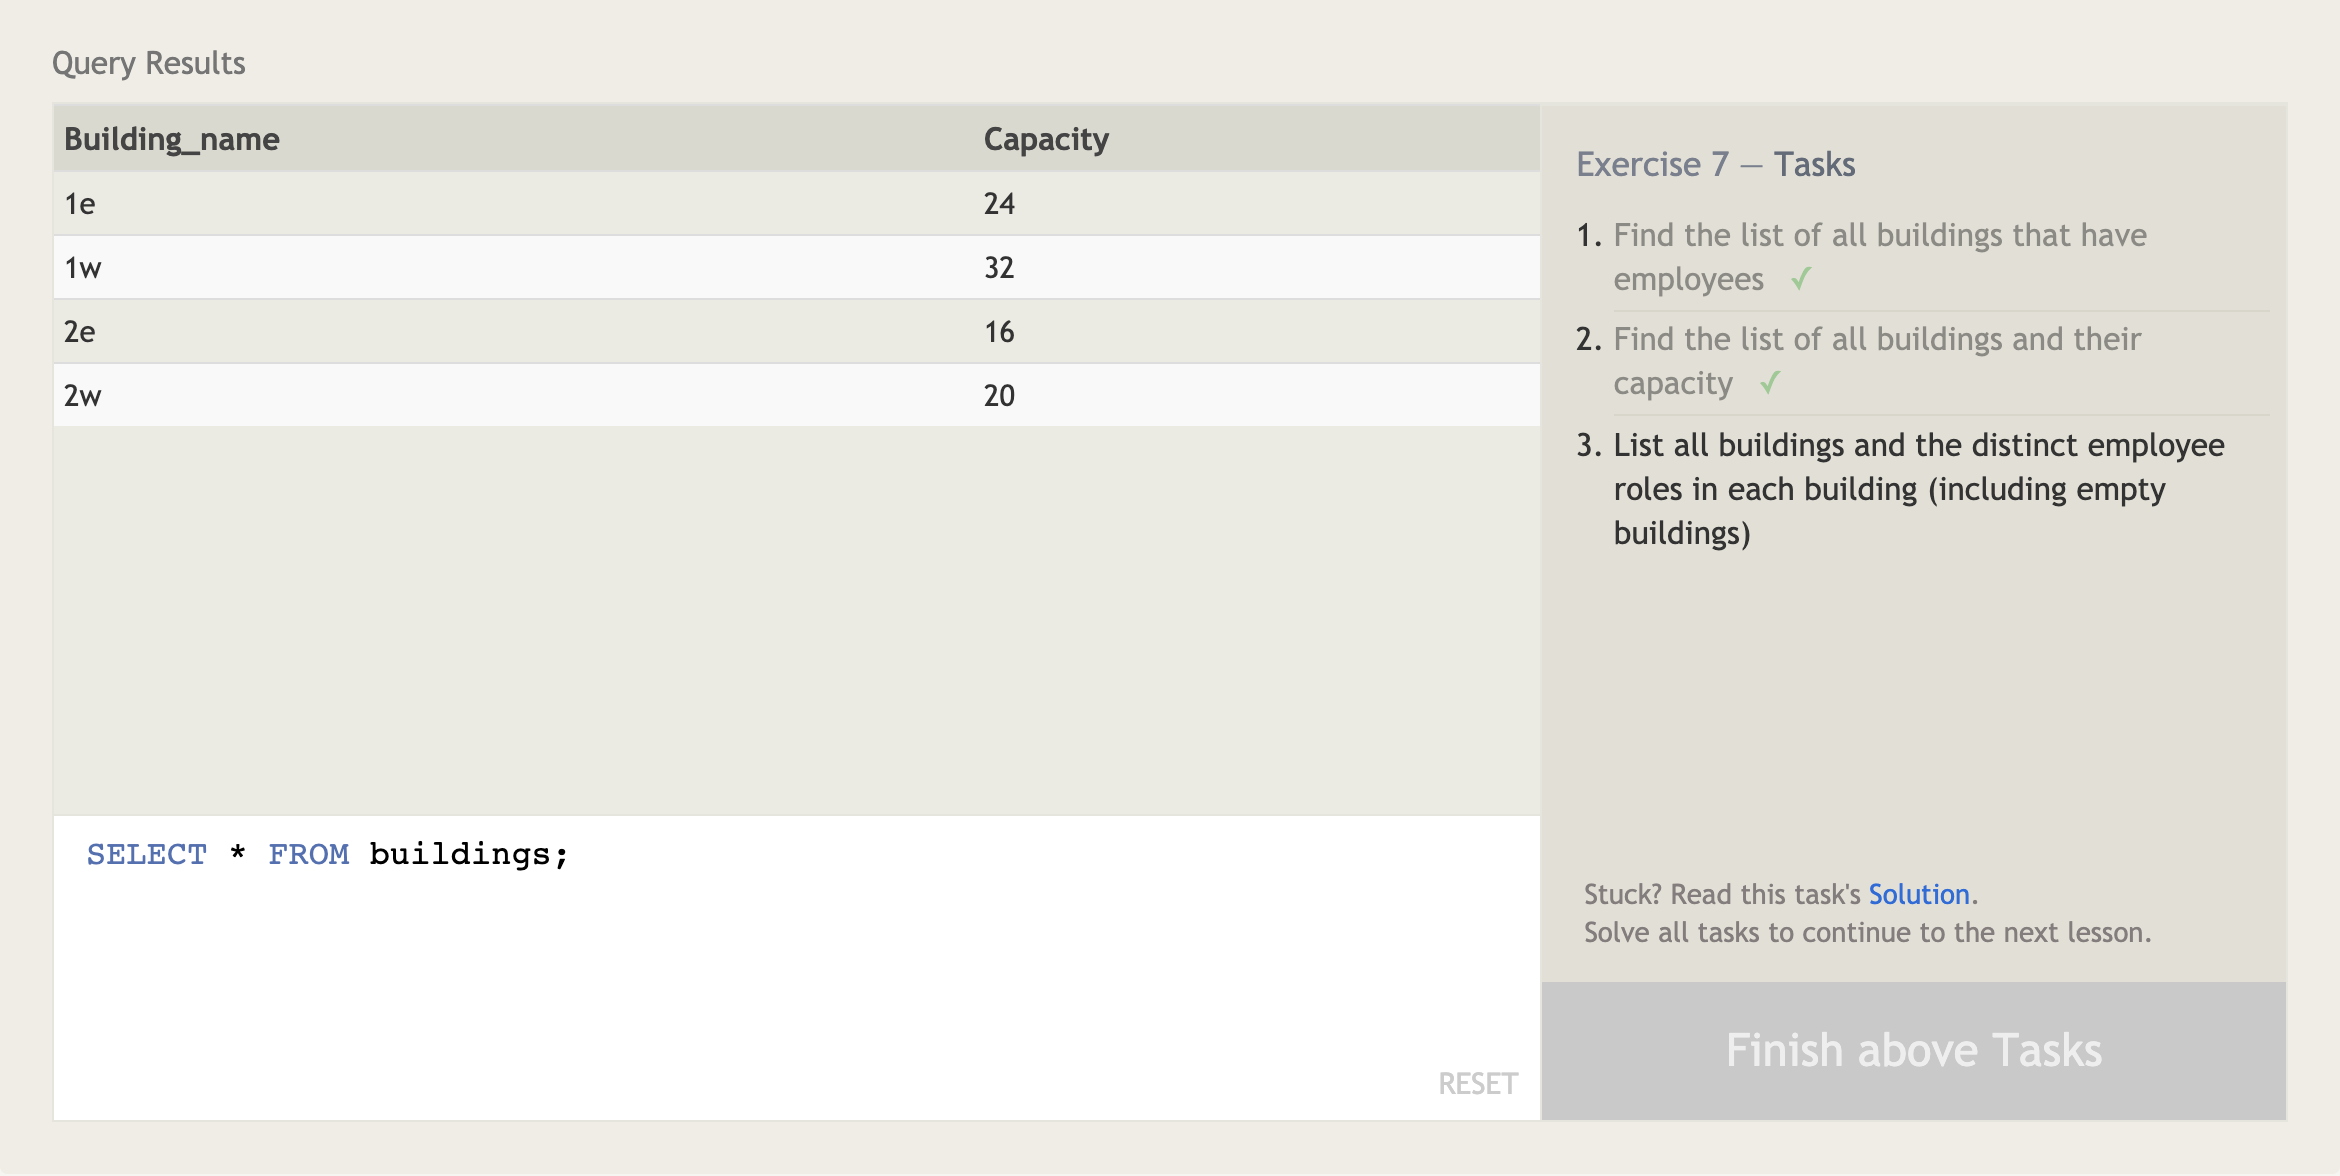 Query Results
Building_name Capacity
1e 24
1w 32
2e 16
2w 20
SELECT * FROM buildings;
RESET
Exercise 7 — Tasks
1. Find the list of all buildings that have
employees ✓
2. Find the list of all buildings and their
capacity ✓
3. List all buildings and the distinct employee
roles in each building (including empty
buildings)
Stuck? Read this task's Solution.
Solve all tasks to continue to the next lesson.
Finish above Tasks